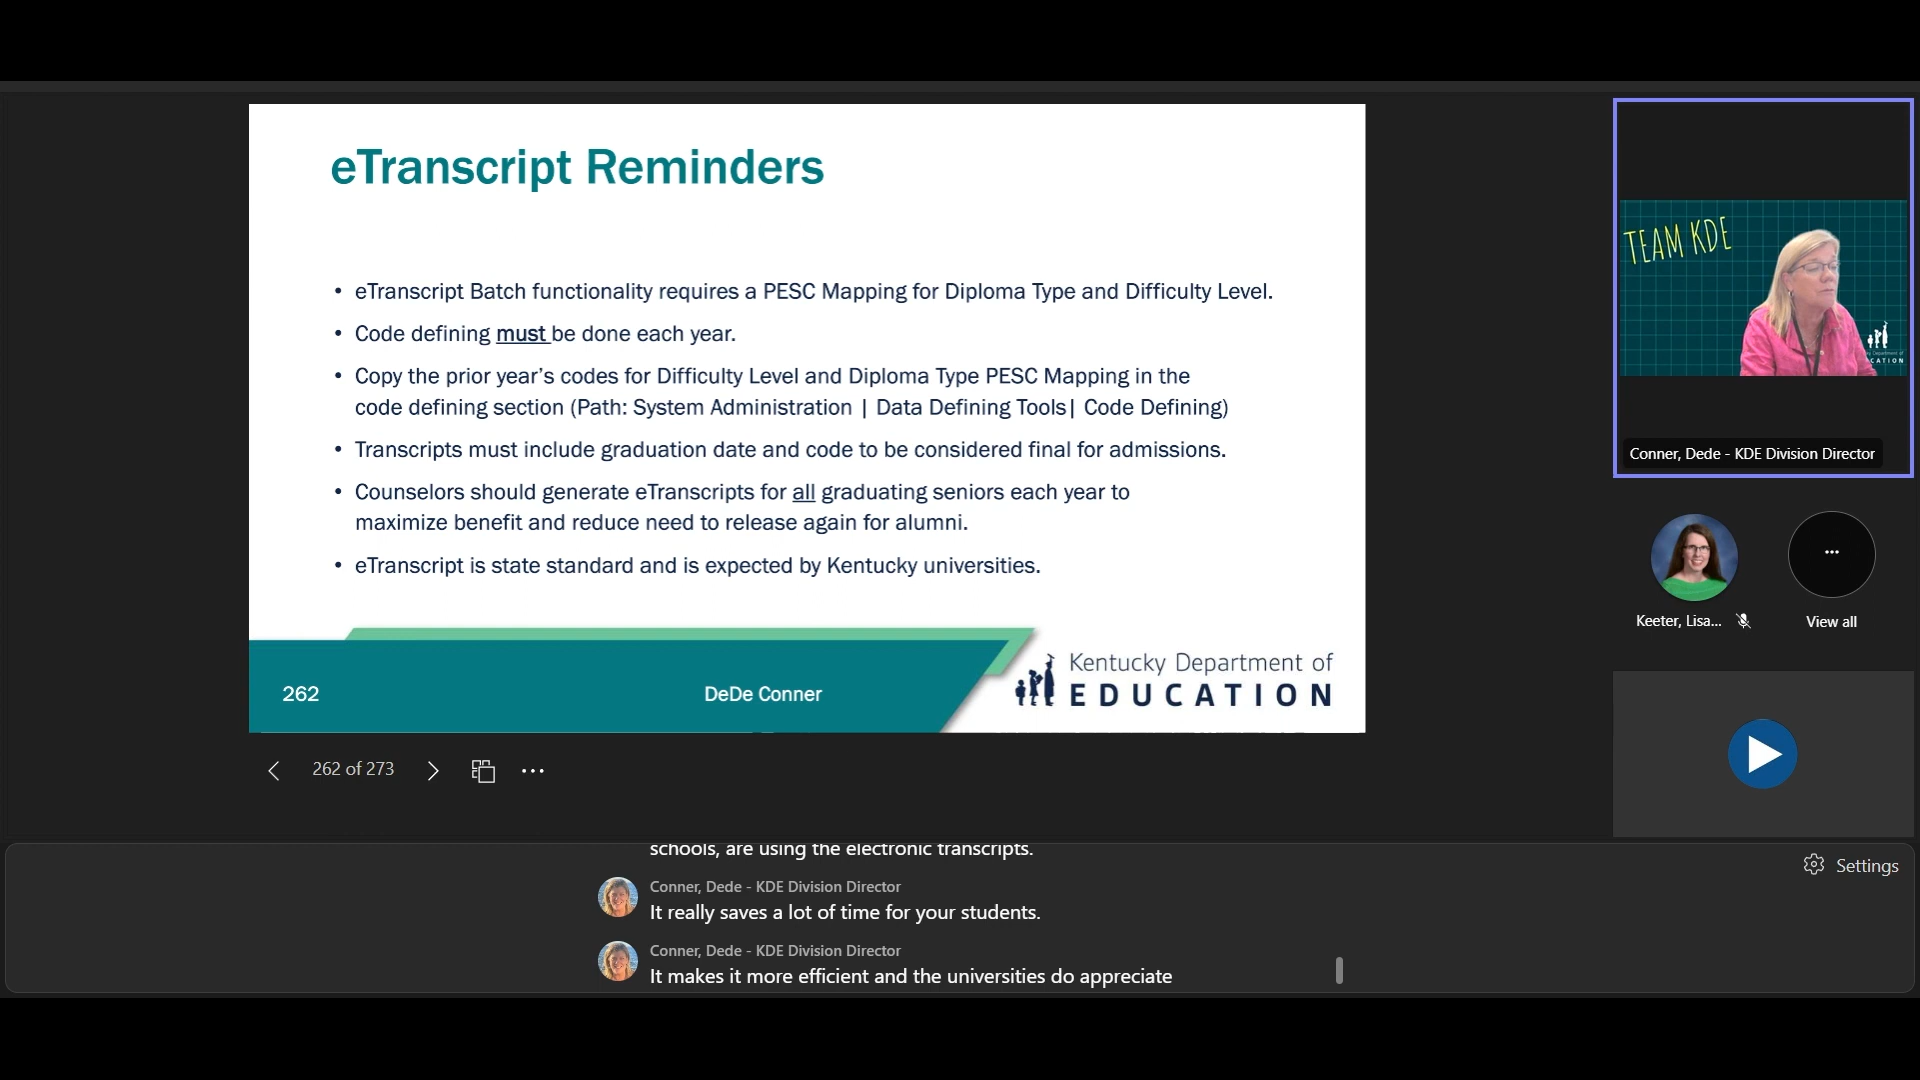 eTranscript Reminders
• eTranscript Batch functionality requires a PESC Mapping for Diploma Type and Difficulty Level.
• Code defining must be done each year.
• Copy the prior year’s codes for Difficulty Level and Diploma Type PESC Mapping in the
code defining section (Path: System Administration | Data Defining Tools| Code Defining)
• Transcripts must include graduation date and code to be considered final for admissions.
• Counselors should generate eTranscripts for all graduating seniors each year to
maximize benefit and reduce need to release again for alumni.
• eTranscript is state standard and is expected by Kentucky universities.
262
DeDe Conner
Kentucky Department of
EDUCATION
262 of 273
TEAM KDE
CATION
Conner, Dede - KDE Division Director
Keeter, Lisa...
View all
schools, are using the electronic transcripts.
Conner, Dede - KDE Division Director
It really saves a lot of time for your students.
Conner, Dede - KDE Division Director
It makes it more efficient and the universities do appreciate
Settings